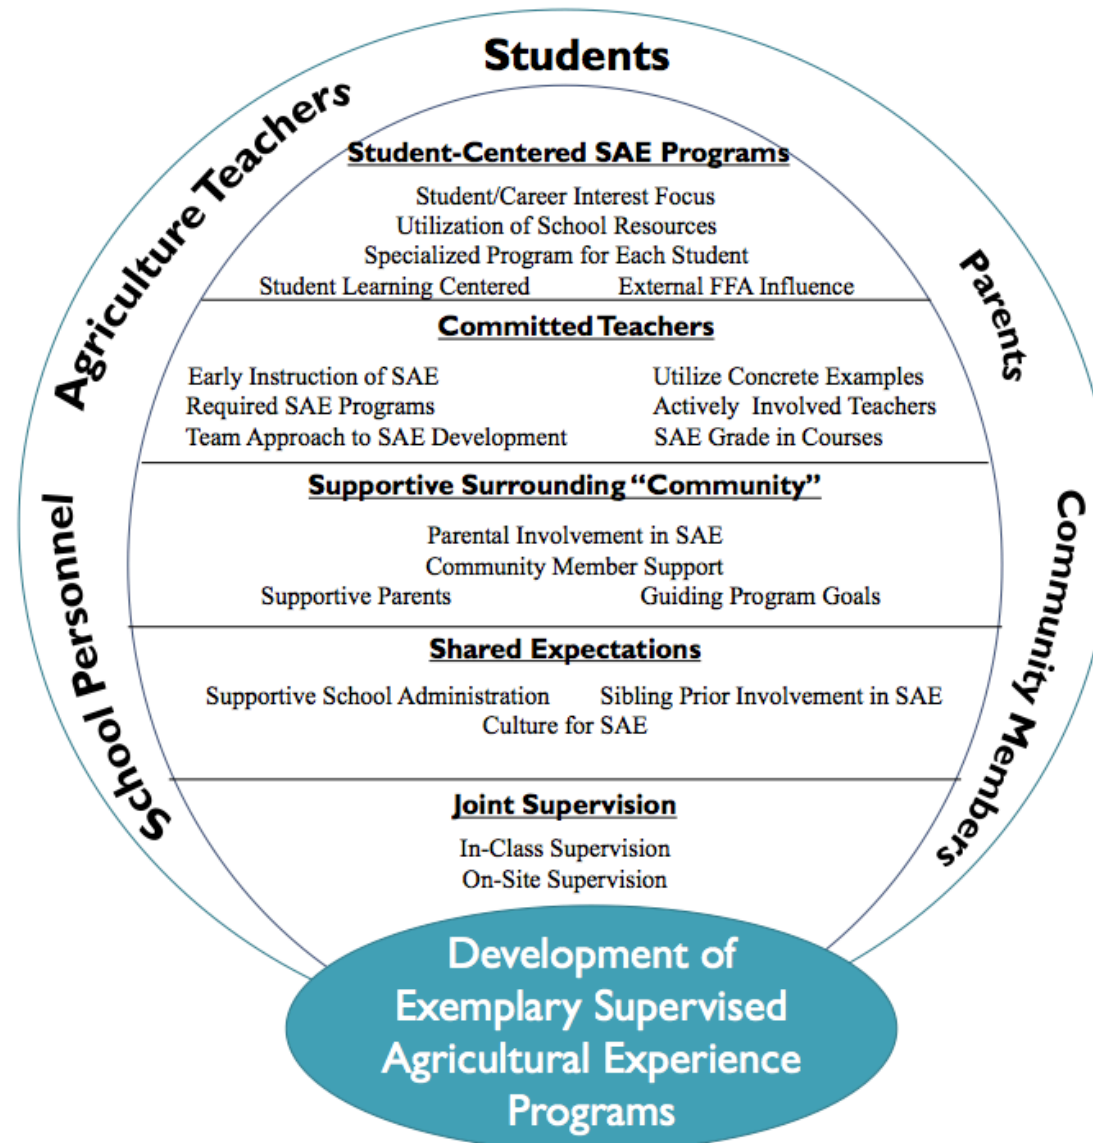 Students
Agriculture Teachers
Parents
School Personnel
Community Members
Student-Centered SAE Programs
Student/Career Interest Focus
Utilization of School Resources
Specialized Program for Each Student
Student Learning Centered External FFA Influence
Committed Teachers
Early Instruction of SAE Utilize Concrete Examples
Required SAE Programs Actively Involved Teachers
Team Approach to SAE Development SAE Grade in Courses
Supportive Surrounding “Community”
Parental Involvement in SAE
Community Member Support
Supportive Parents Guiding Program Goals
Shared Expectations
Supportive School Administration Sibling Prior Involvement in SAE
Culture for SAE
Joint Supervision
In-Class Supervision
On-Site Supervision
Development of
Exemplary Supervised
Agricultural Experience
Programs